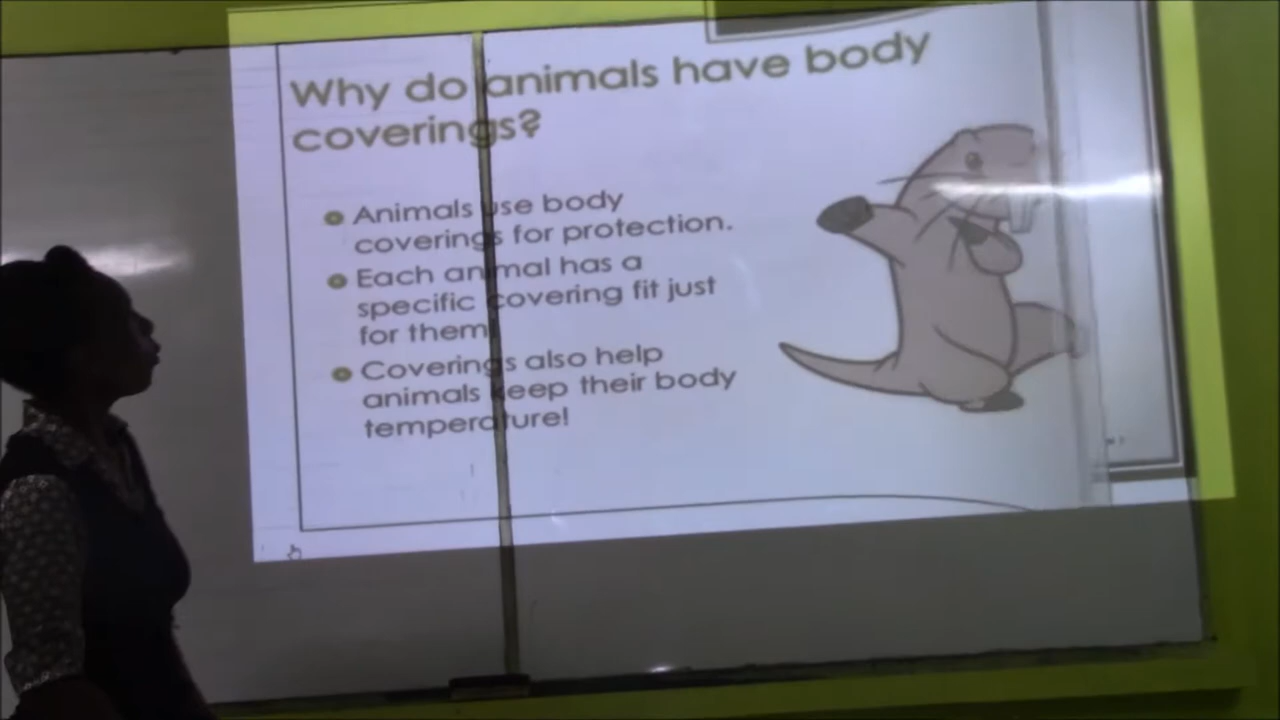 Why do animals have body
coverings?
Animals use body
coverings for protection.
Each animal has a
specific covering fit just
for them
Coverings also help
animals keep their body
temperature!